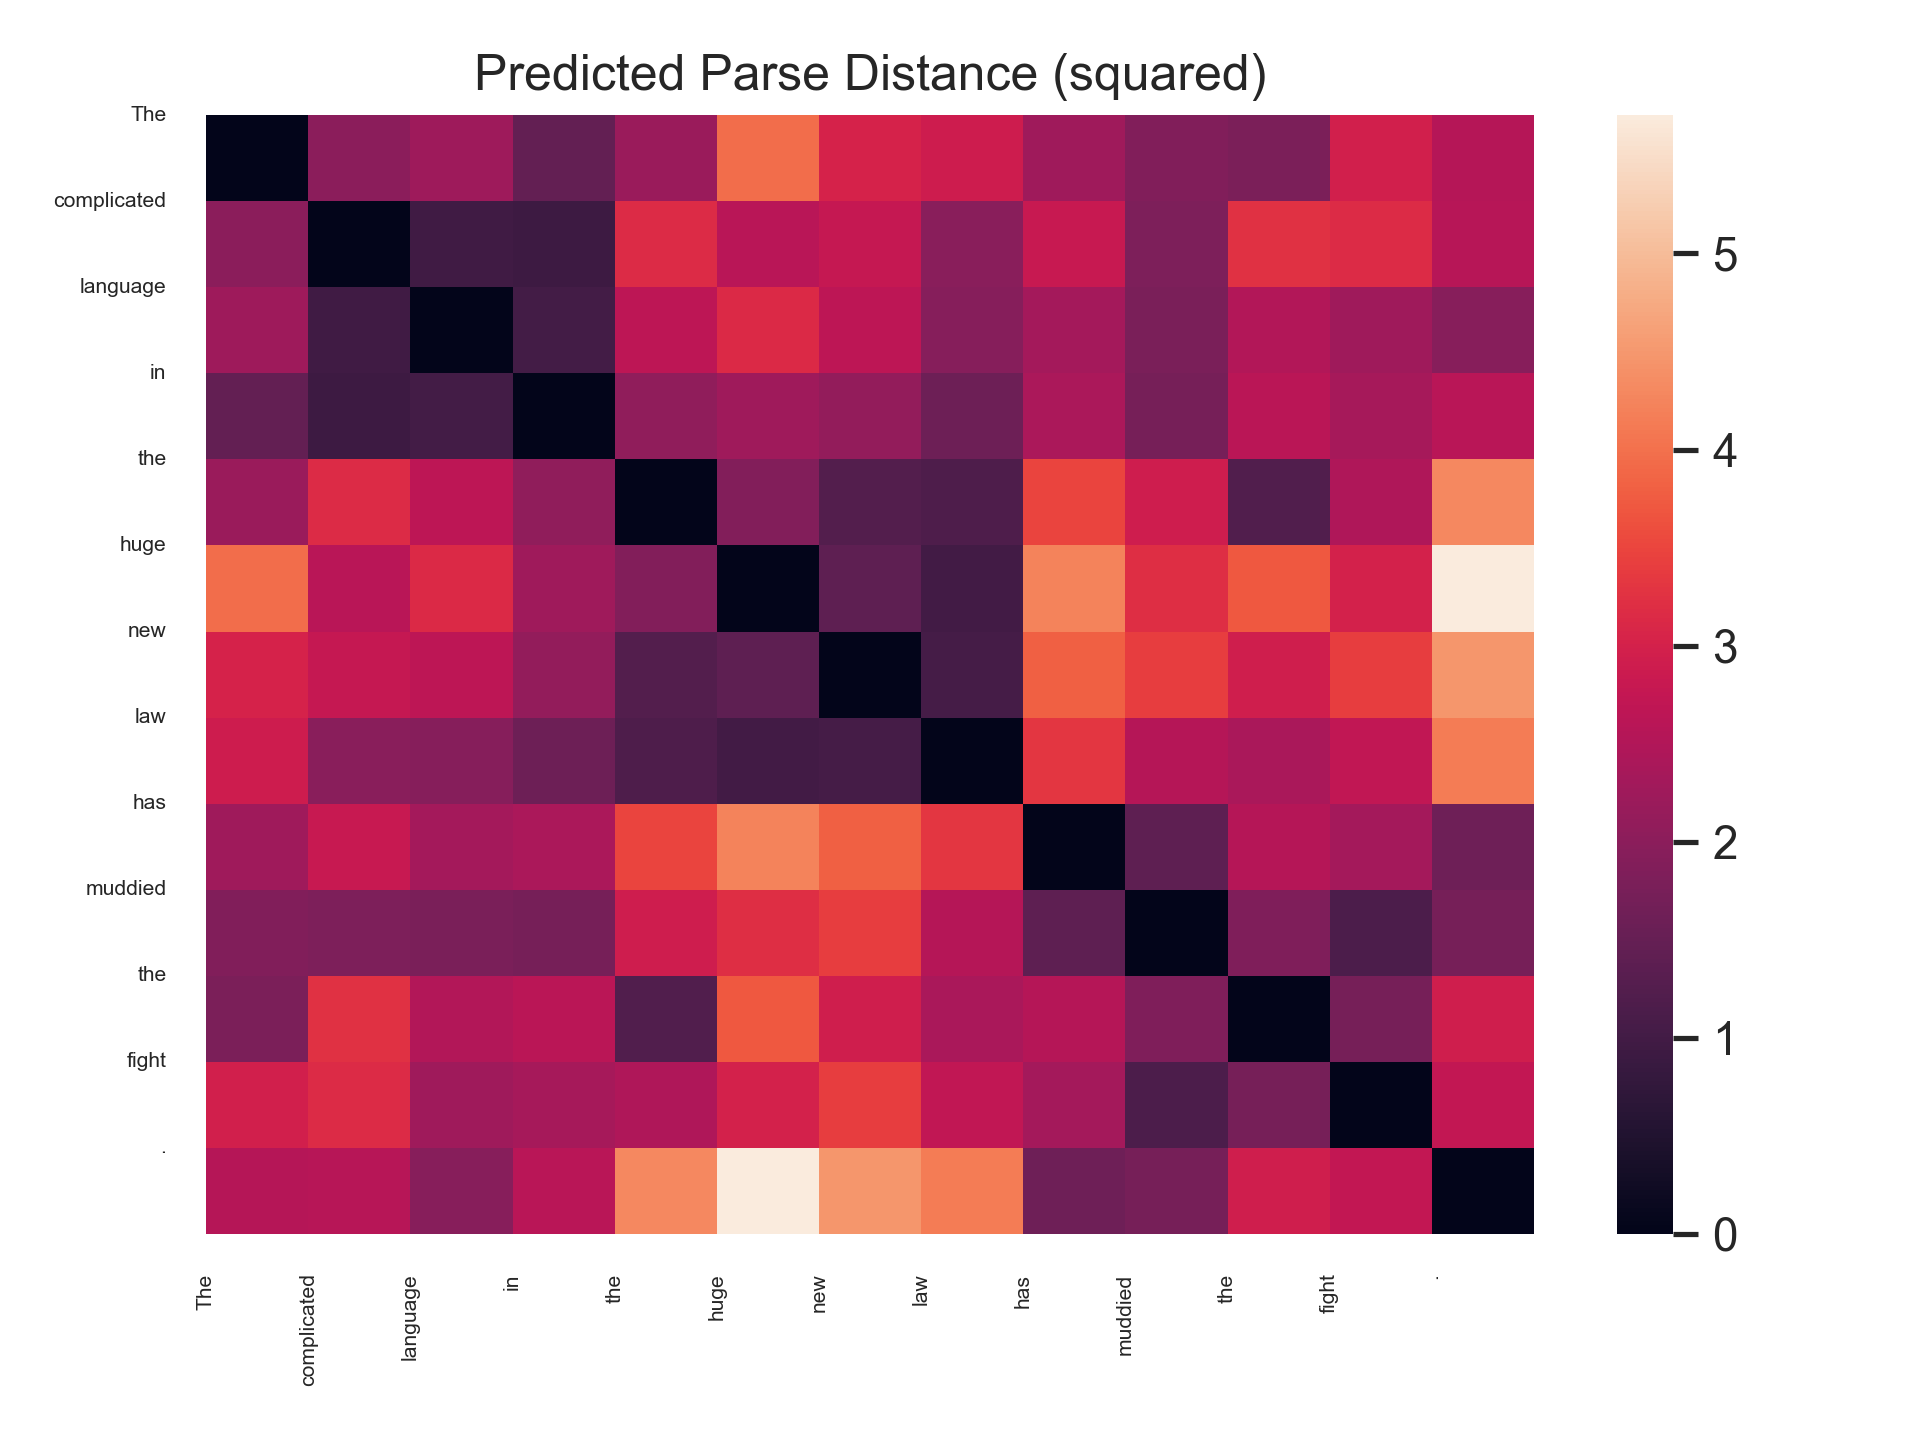 Predicted Parse Distance (squared)
The
complicated
language
in
the
huge
new
law
has
muddied
the
fight
.
The
complicated
language
in
the
huge
new
law
has
muddied
the
fight
.
5
4
3
2
1
0